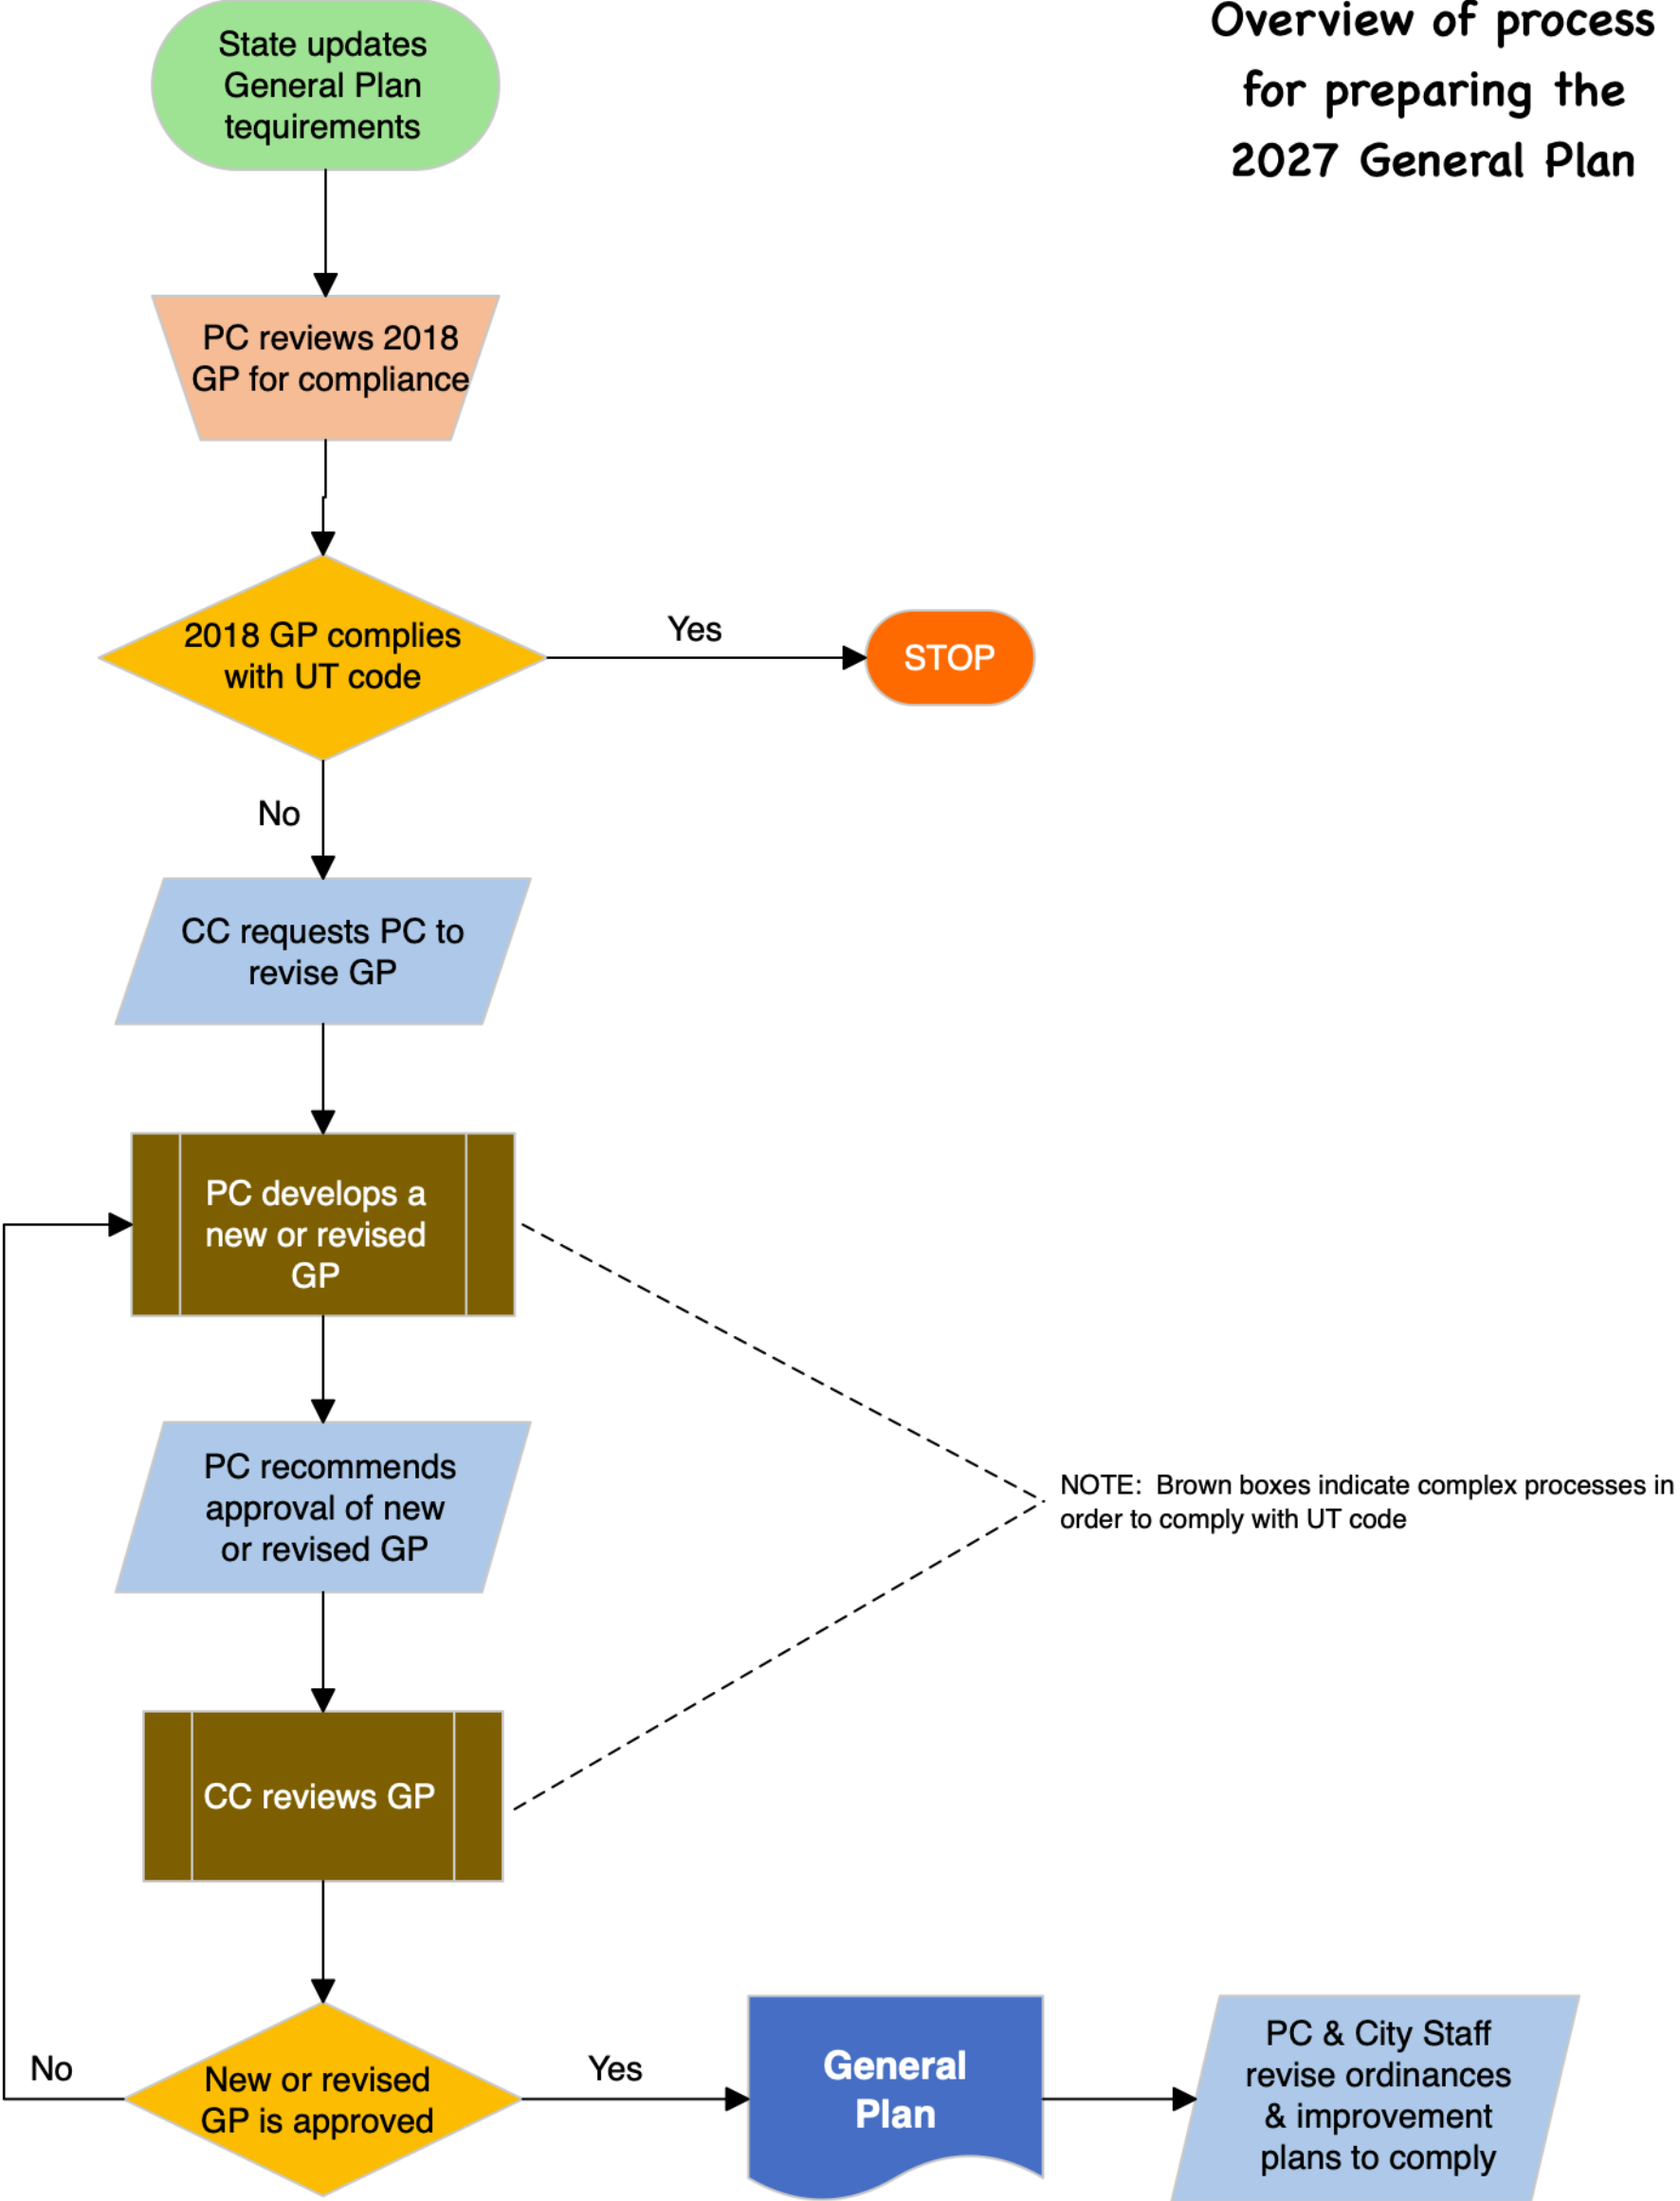 Overview of process
for preparing the
2027 General Plan
State updates
General Plan
tequirements
PC reviews 2018
GP for compliance
2018 GP complies
with UT code
Yes
STOP
No
CC requests PC to
revise GP
PC develops a
new or revised
GP
PC recommends
approval of new
or revised GP
NOTE:  Brown boxes indicate complex processes in
order to comply with UT code
CC reviews GP
New or revised
GP is approved
No
Yes
General
Plan
PC & City Staff
revise ordinances
& improvement
plans to comply